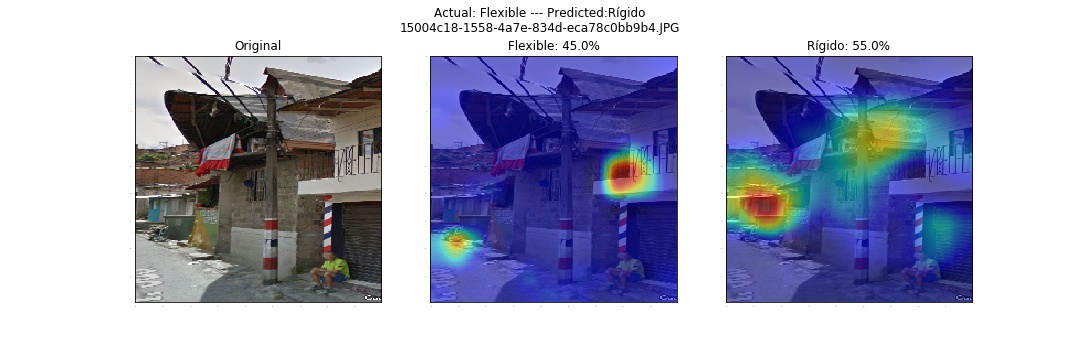 Actual: Flexible --- Predicted:Rígido
15004c18-1558-4a7e-834d-eca78c0bb9b4.JPG
Original
Flexible: 45.0%
Rígido: 55.0%